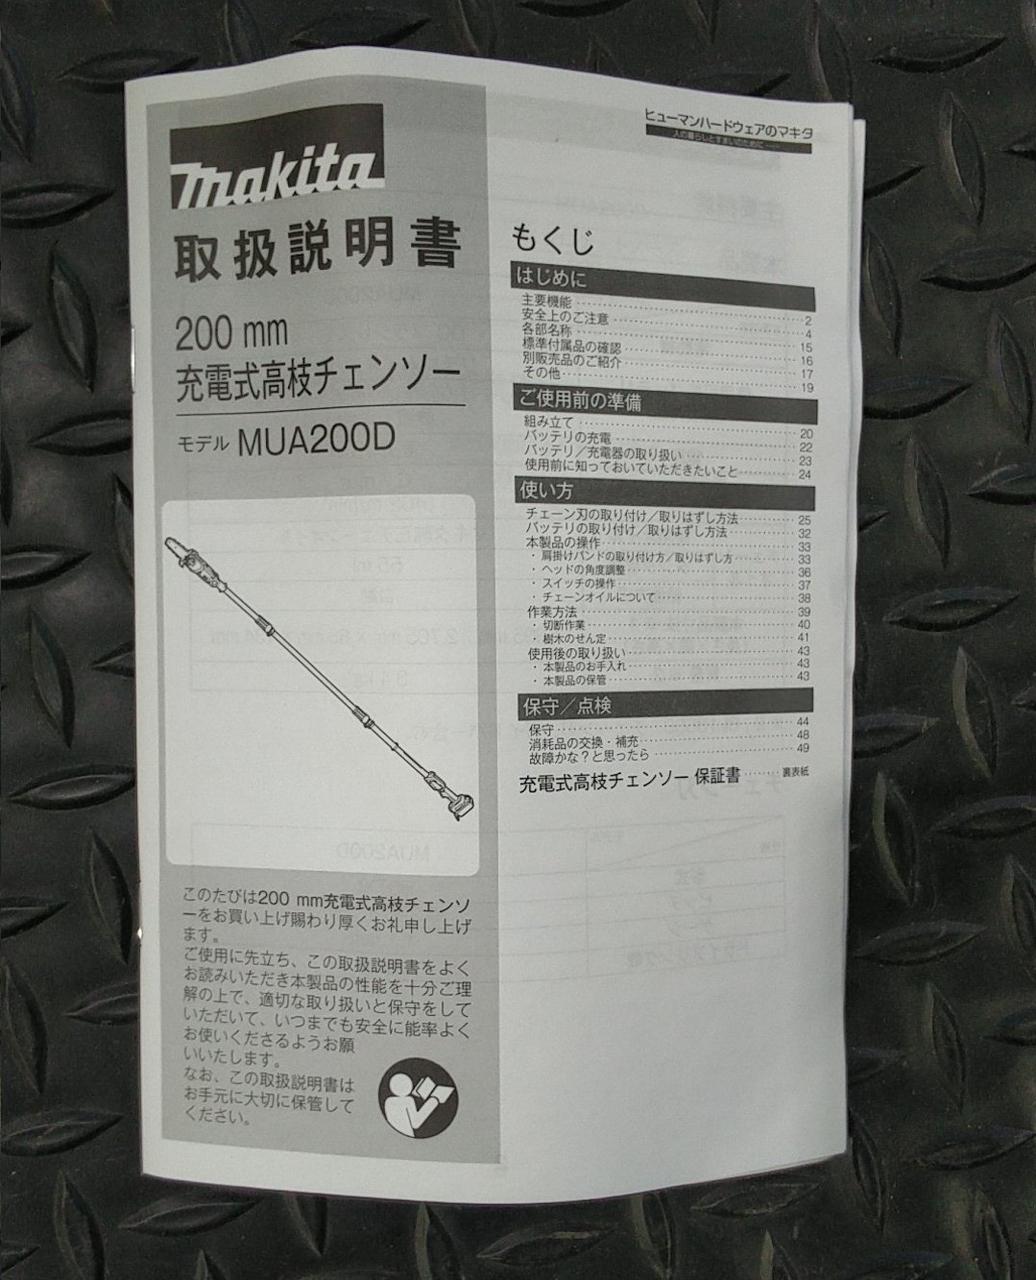 makita
取扱説明書
200 mm
充電式高枝チェンソー
モデル MUA200D
このたびは200 mm充電式高枝チェンソ
ーをお買い上げ賜わり厚くお礼申し上げ
ます。
ご使用に先立ち、この取扱説明書をよく
お読みいただき本製品の性能を十分ご理
解の上で、適切な取り扱いと保守をして
いただいて、いつまでも安全に能率よく
お使いくださるようお願
いいたします。
なお、この取扱説明書は
お手元に大切に保管して
ください。
ヒューマンハードウェアのマキタ
人の暮らしとすまいのために
もくじ
はじめに
主要機能 2
安全上のご注意 4
各部名称 15
標準付属品の確認 16
別販売品のご紹介 17
その他 19
ご使用前の準備
組み立て 20
バッテリの充電 22
バッテリ／充電器の取り扱い 23
使用前に知っておいていただきたいこと 24
使い方
チェーン刃の取り付け／取りはずし方法 25
バッテリの取り付け／取りはずし方法 32
本製品の操作 33
・ 肩掛けバンドの取り付け方／取りはずし方 33
・ ヘッドの角度調整 36
・ スイッチの操作 37
・ チェーンオイルについて 38
作業方法 39
・ 切断作業 40
・ 樹木のせん定 41
使用後の取り扱い 43
・ 本製品のお手入れ 43
・ 本製品の保管 43
保守／点検
保守 44
消耗品の交換・補充 48
故障かな？と思ったら 49
充電式高枝チェンソー 保証書 裏表紙